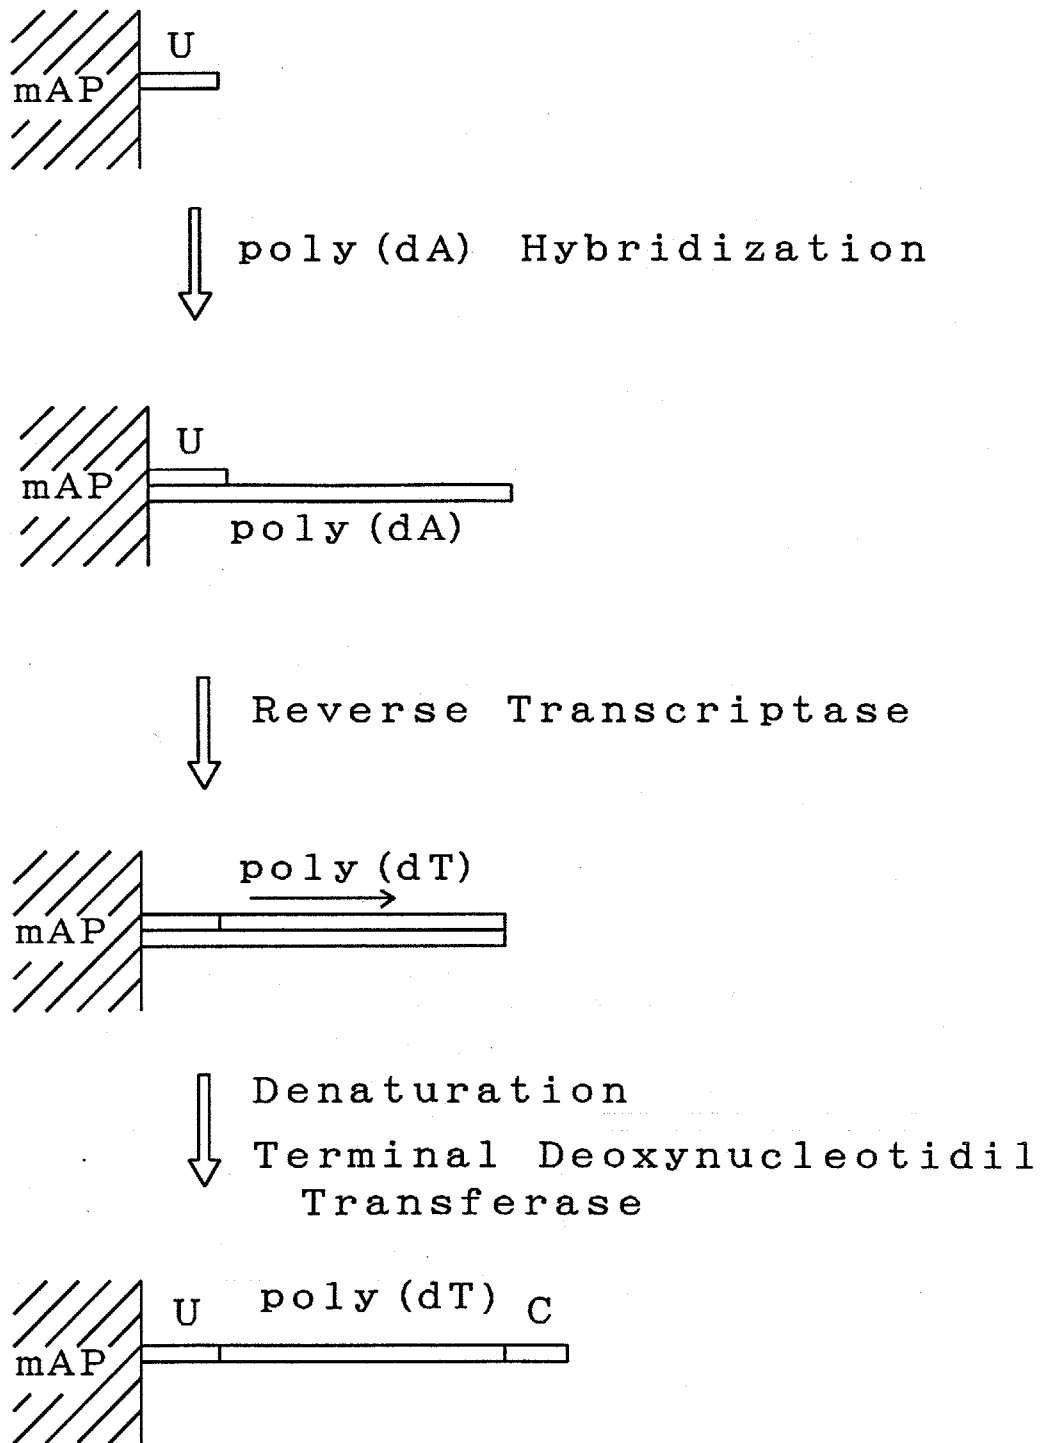 U
mAP
poly(dA) Hybridization
U
mAP
poly(dA)
Reverse Transcriptase
poly(dT)
mAP
Denaturation
Terminal Deoxynucleotidil
Transferase
U poly(dT) C
mAP